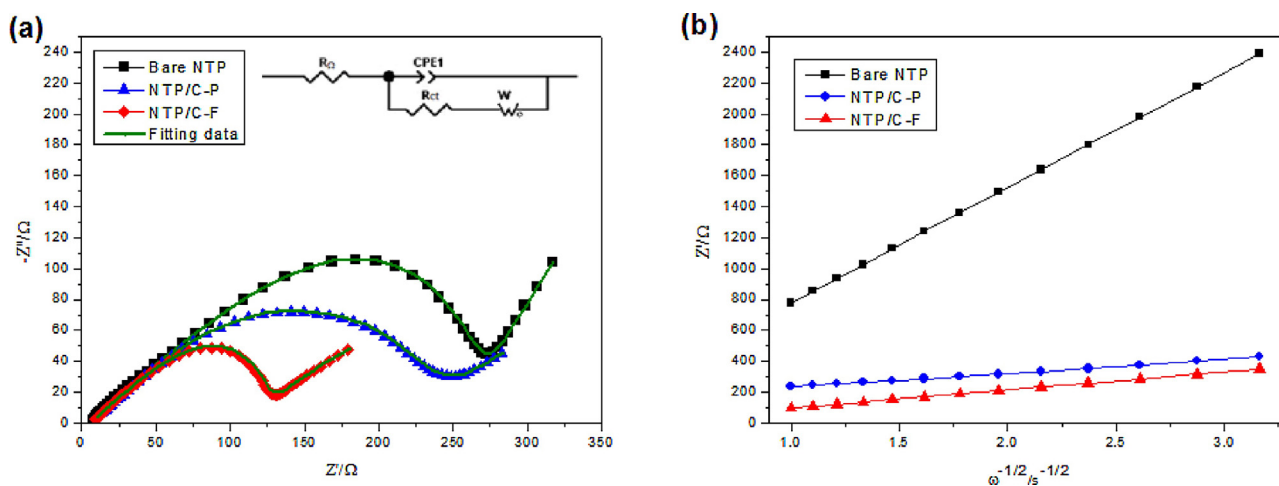 (a)
240
220
200
180
160
140
120
100
80
60
40
20
0
-Z''/Ω
Bare NTP
NTP/C-P
NTP/C-F
Fitting data
RΩ
CPE1
Rct
W
0 50 100 150 200 250 300 350
Z'/Ω
(b)
2400
2200
2000
1800
1600
1400
1200
1000
800
600
400
200
0
Z'/Ω
Bare NTP
NTP/C-P
NTP/C-F
1.0 1.5 2.0 2.5 3.0
ω-1/2/s-1/2